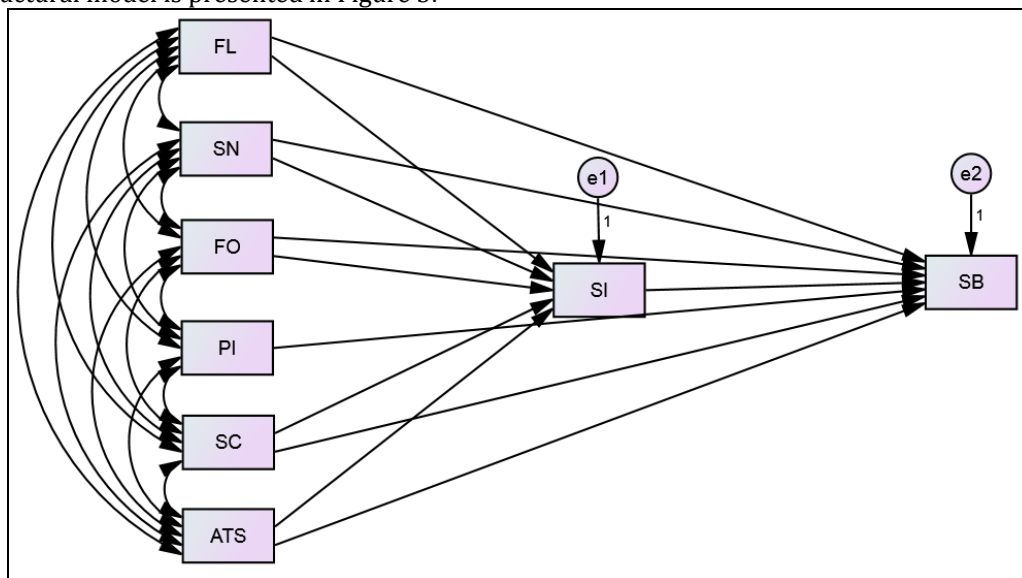 uctural model is presented in Figure 3.
FL
SN
FO
PI
SC
ATS
e1
1
SI
e2
1
SB